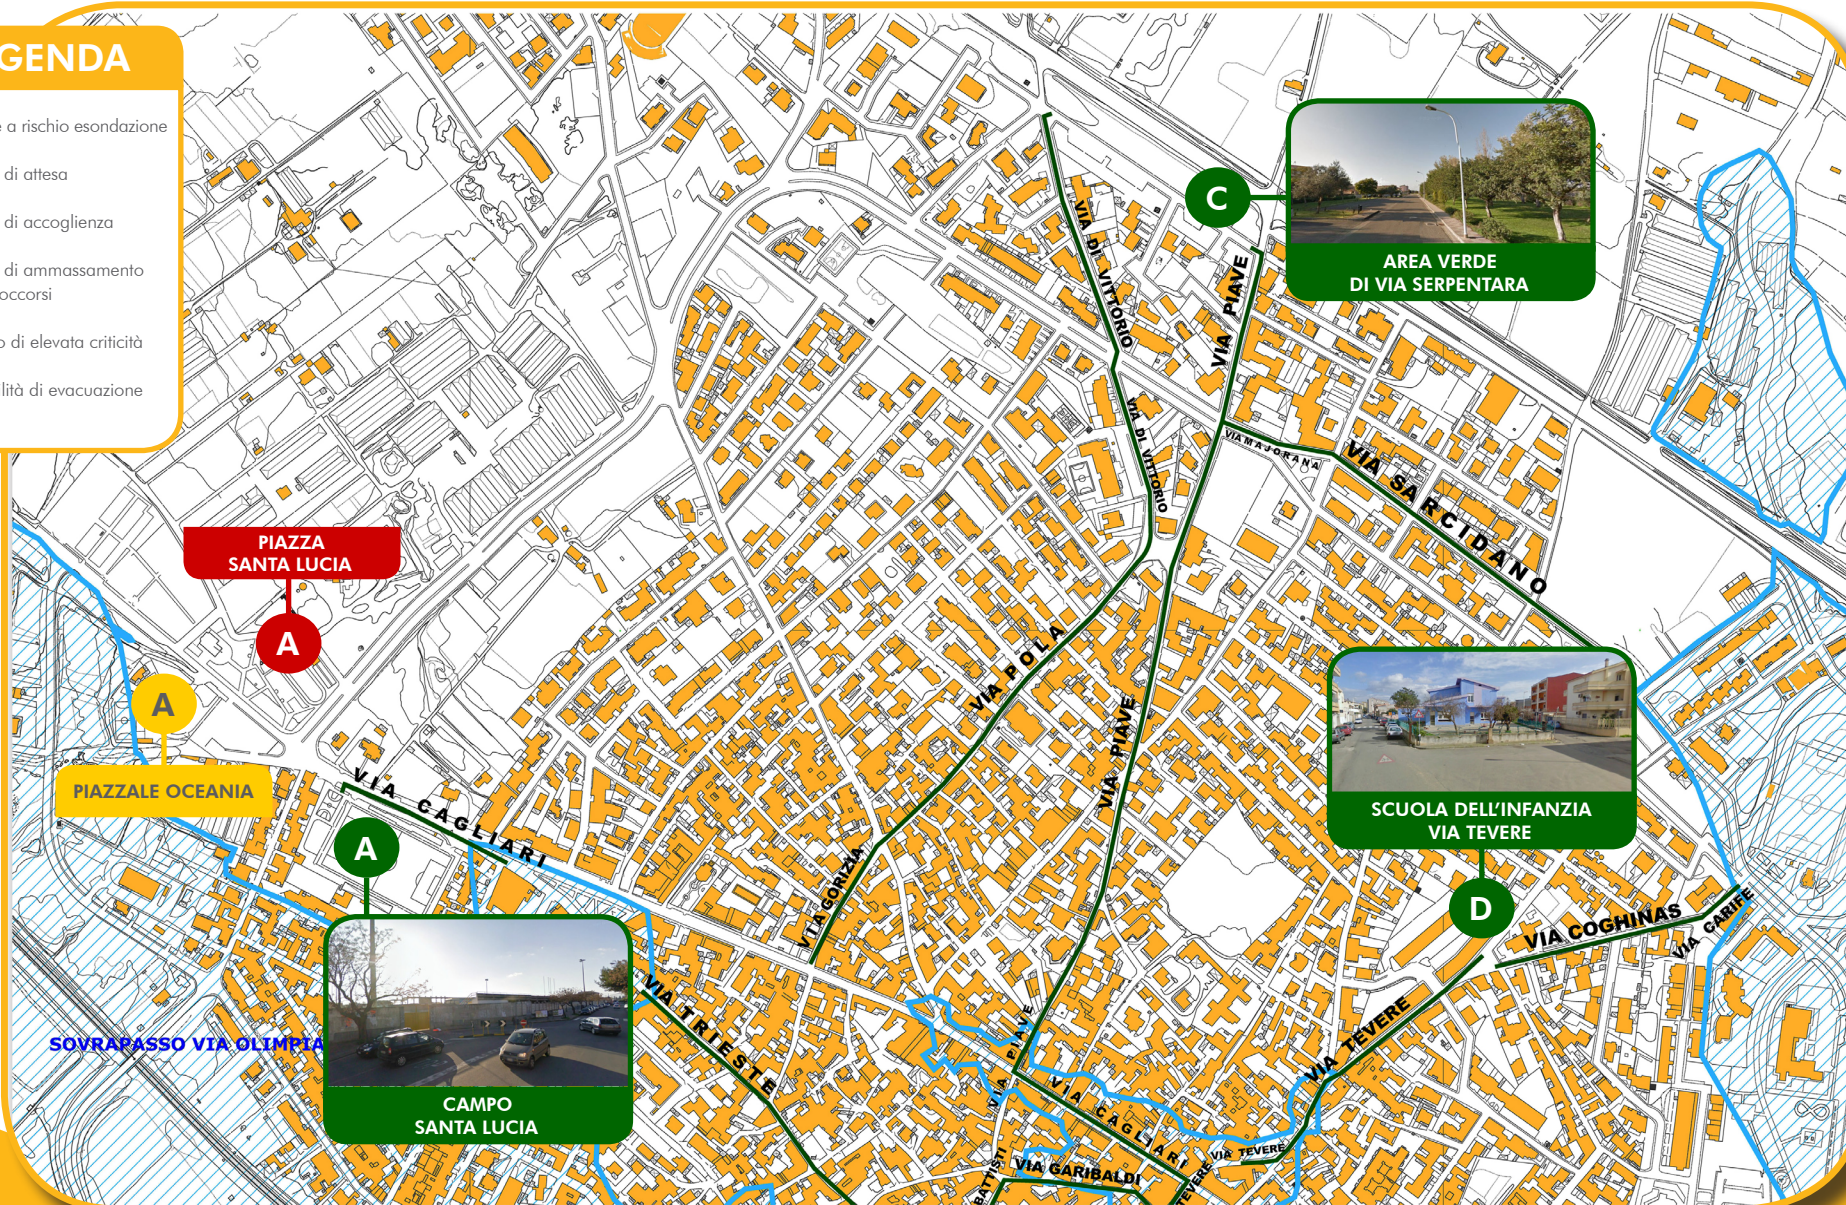 GENDA
a rischio esondazione
di attesa
di accoglienza
di ammassamento
occorsi
di elevata criticità
di evacuazione
C
AREA VERDE
DI VIA SERPENTARA
VIA DI VITTORIO
VIA PIAVE
VIA DI VITTORIO
VIA MAJORANA
VIA SARCIDANO
PIAZZA
SANTA LUCIA
A
A
PIAZZALE OCEANIA
VIA POLA
VIA PIAVE
VIA CAGLIARI
A
VIA GORIZIA
SCUOLA DELL'INFANZIA
VIA TEVERE
D
VIA COGHINAS
VIA CARIFE
VIA TRIESTE
SOVRAPASSO VIA OLIMPIA
CAMPO
SANTA LUCIA
VIA PIAVE
VIA TEVERE
VIA CAGLIARI
VIA TEVERE
VIA GARIBALDI
BATTISTI
TEVERE